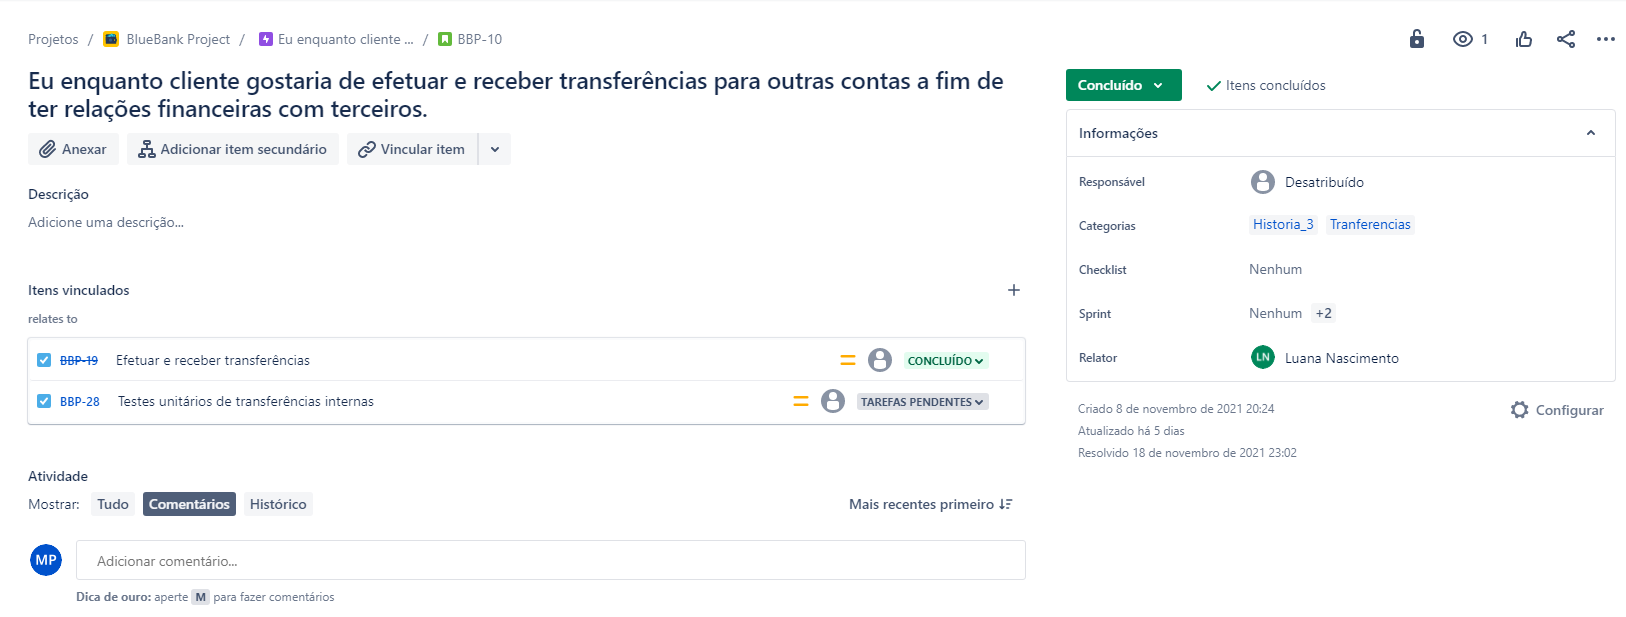 Projetos / BlueBank Project / Eu enquanto cliente ... / BBP-10
1
Eu enquanto cliente gostaria de efetuar e receber transferências para outras contas a fim de
ter relações financeiras com terceiros.
Anexar
Adicionar item secundário
Vincular item
Descrição
Adicione uma descrição...
Itens vinculados
relates to
BBP-19 Efetuar e receber transferências CONCLUÍDO
BBP-28 Testes unitários de transferências internas TAREFAS PENDENTES
Atividade
Mostrar: Tudo Comentários Histórico Mais recentes primeiro
MP Adicionar comentário...
Dica de ouro: aperte M para fazer comentários
Concluído Itens concluídos
Informações
Responsável Desatribuído
Categorias Historia_3 Tranferencias
Checklist Nenhum
Sprint Nenhum +2
Relator LN Luana Nascimento
Criado 8 de novembro de 2021 20:24
Atualizado há 5 dias
Resolvido 18 de novembro de 2021 23:02
Configurar